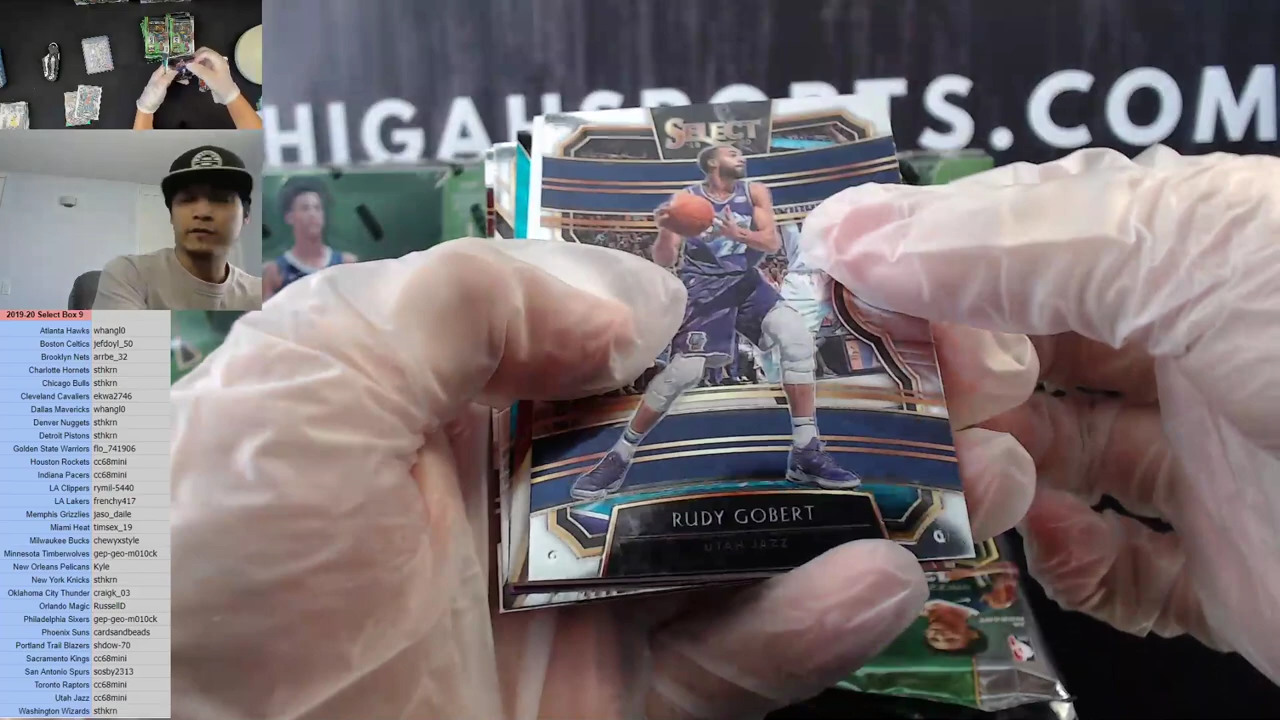 HIGAHSPORTS.COM
SELECT
RUDY GOBERT
UTAH JAZZ
2019-20 Select Box 9
Atlanta Hawks whangl0
Boston Celtics jefdoyl_50
Brooklyn Nets arrbe_32
Charlotte Hornets sthkrn
Chicago Bulls sthkrn
Cleveland Cavaliers ekwa2746
Dallas Mavericks whangl0
Denver Nuggets sthkrn
Detroit Pistons sthkrn
Golden State Warriors flo_741906
Houston Rockets cc68mini
Indiana Pacers cc68mini
LA Clippers rymil-5440
LA Lakers frenchy417
Memphis Grizzlies jaso_daile
Miami Heat timsex_19
Milwaukee Bucks chewyxstyle
Minnesota Timberwolves gep-geo-m010ck
New Orleans Pelicans Kyle
New York Knicks sthkrn
Oklahoma City Thunder craigk_03
Orlando Magic RussellD
Philadelphia Sixers gep-geo-m010ck
Phoenix Suns cardsandbeads
Portland Trail Blazers shdow-70
Sacramento Kings cc68mini
San Antonio Spurs sosby2313
Toronto Raptors cc68mini
Utah Jazz cc68mini
Washington Wizards sthkrn